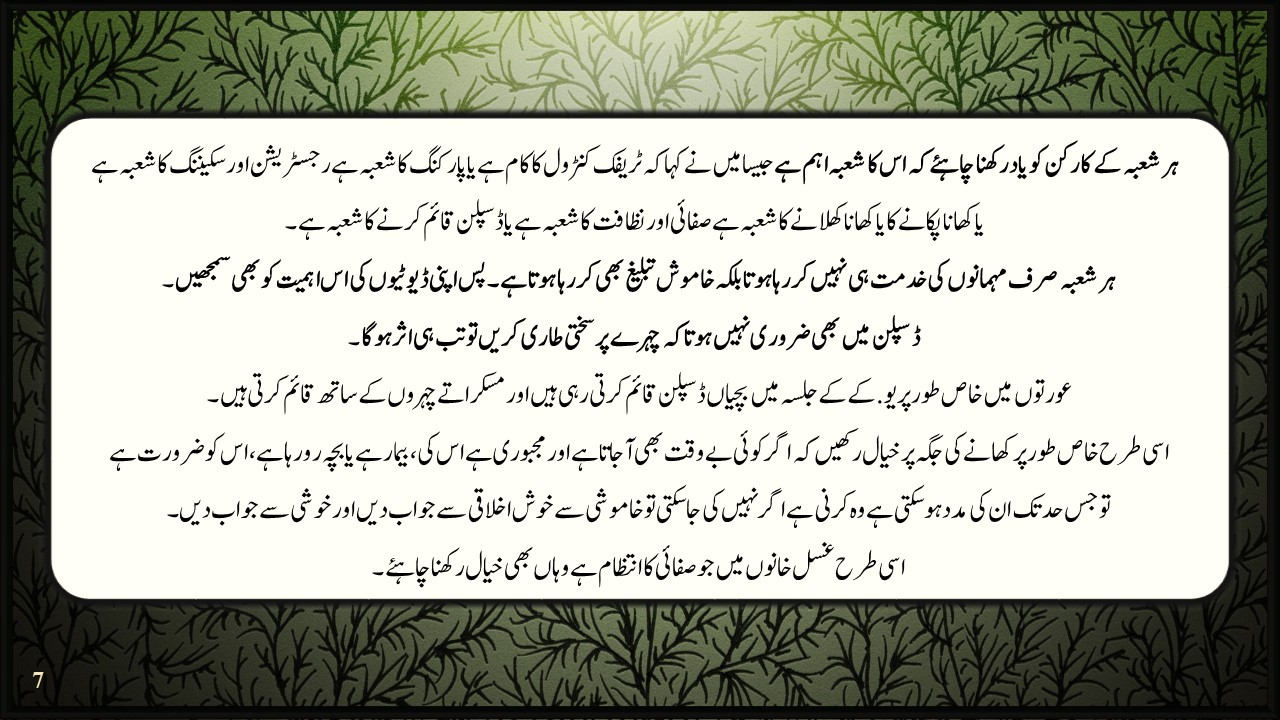 ہر شعبہ کے کارکن کو یاد رکھنا چاہئے کہ اس کا شعبہ اہم ہے جیسا میں نے کہا کہ ٹریفک کنٹرول کا کام ہے یا پارکنگ کا شعبہ ہے رجسٹریشن اور سکیننگ کا شعبہ ہے
یا کھانا پکانے کا یا کھانا کھلانے کا شعبہ ہے صفائی اور نظافت کا شعبہ ہے یا ڈسپلن قائم کرنے کا شعبہ ہے۔
ہر شعبہ صرف مہمانوں کی خدمت ہی نہیں کر رہا ہوتا بلکہ خاموش تبلیغ بھی کر رہا ہوتا ہے۔ پس اپنی ڈیوٹیوں کی اس اہمیت کو بھی سمجھیں۔
ڈسپلن میں بھی ضروری نہیں ہوتا کہ چہرے پر سختی طاری کریں تو تب ہی اثر ہو گا۔
عورتوں میں خاص طور پر یو.کے کے جلسہ میں بچیاں ڈسپلن قائم کرتی رہی ہیں اور مسکراتے چہروں کے ساتھ قائم کرتی ہیں۔
اسی طرح خاص طور پر کھانے کی جگہ پر خیال رکھیں کہ اگر کوئی بے وقت بھی آ جاتا ہے اور مجبوری ہے اس کی، بیمار ہے یا بچہ رو رہا ہے، اس کو ضرورت ہے
تو جس حد تک ان کی مدد ہو سکتی ہے وہ کرنی ہے اگر نہیں کی جا سکتی تو خاموشی سے خوش اخلاقی سے جواب دیں اور خوشی سے جواب دیں۔
اسی طرح غسل خانوں میں جو صفائی کا انتظام ہے وہاں بھی خیال رکھنا چاہئے۔
7